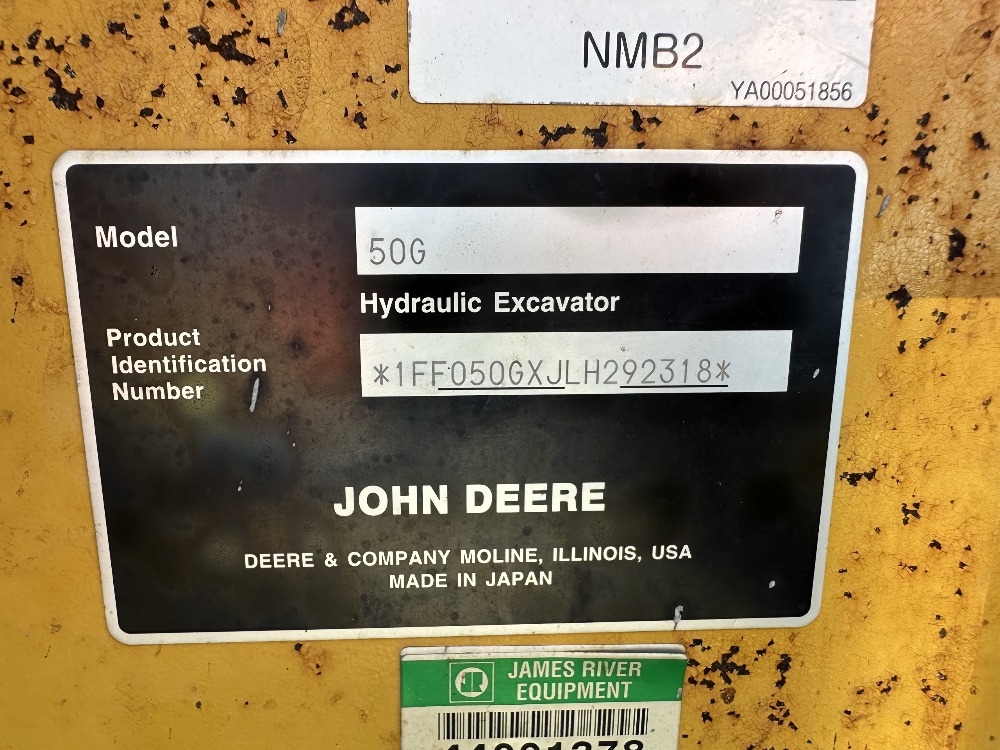 NMB2
YA00051856
Model
50G
Hydraulic Excavator
Product
Identification
Number
*1FF050GXJLH292318*
JOHN DEERE
DEERE & COMPANY MOLINE, ILLINOIS, USA
MADE IN JAPAN
JAMES RIVER
EQUIPMENT